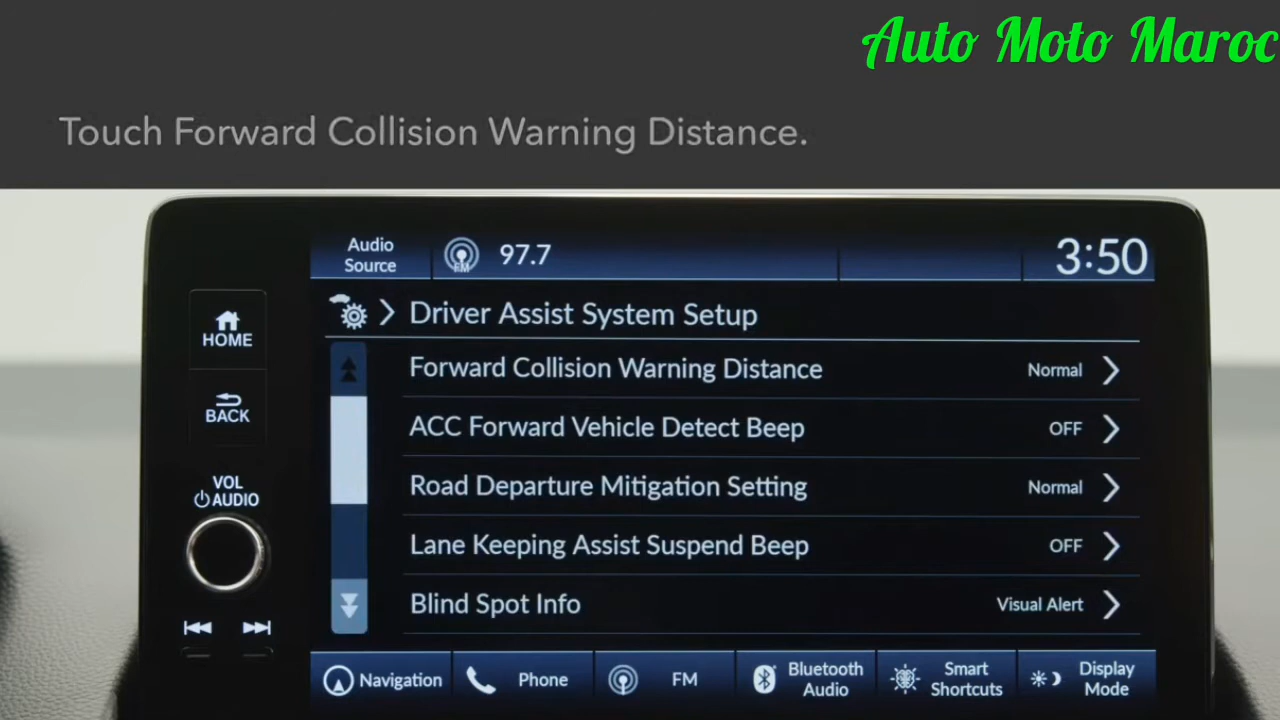 Auto Moto Maroc
Touch Forward Collision Warning Distance.
Audio
Source
FM
97.7
3:50
Driver Assist System Setup
HOME
Forward Collision Warning Distance Normal
BACK
ACC Forward Vehicle Detect Beep OFF
VOL
AUDIO
Road Departure Mitigation Setting Normal
Lane Keeping Assist Suspend Beep OFF
Blind Spot Info Visual Alert
Navigation
Phone
FM
Bluetooth
Audio
Smart
Shortcuts
Display
Mode